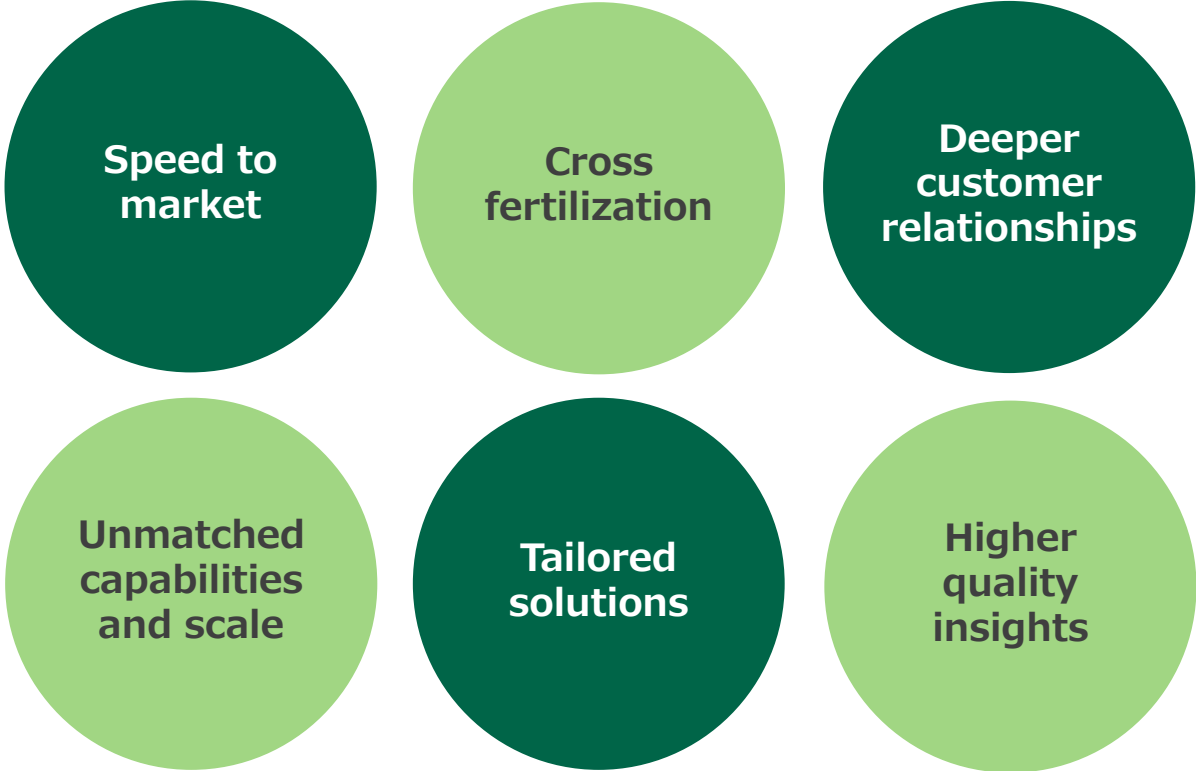 Speed to
market
Cross
fertilization
Deeper
customer
relationships
Unmatched
capabilities
and scale
Tailored
solutions
Higher
quality
insights